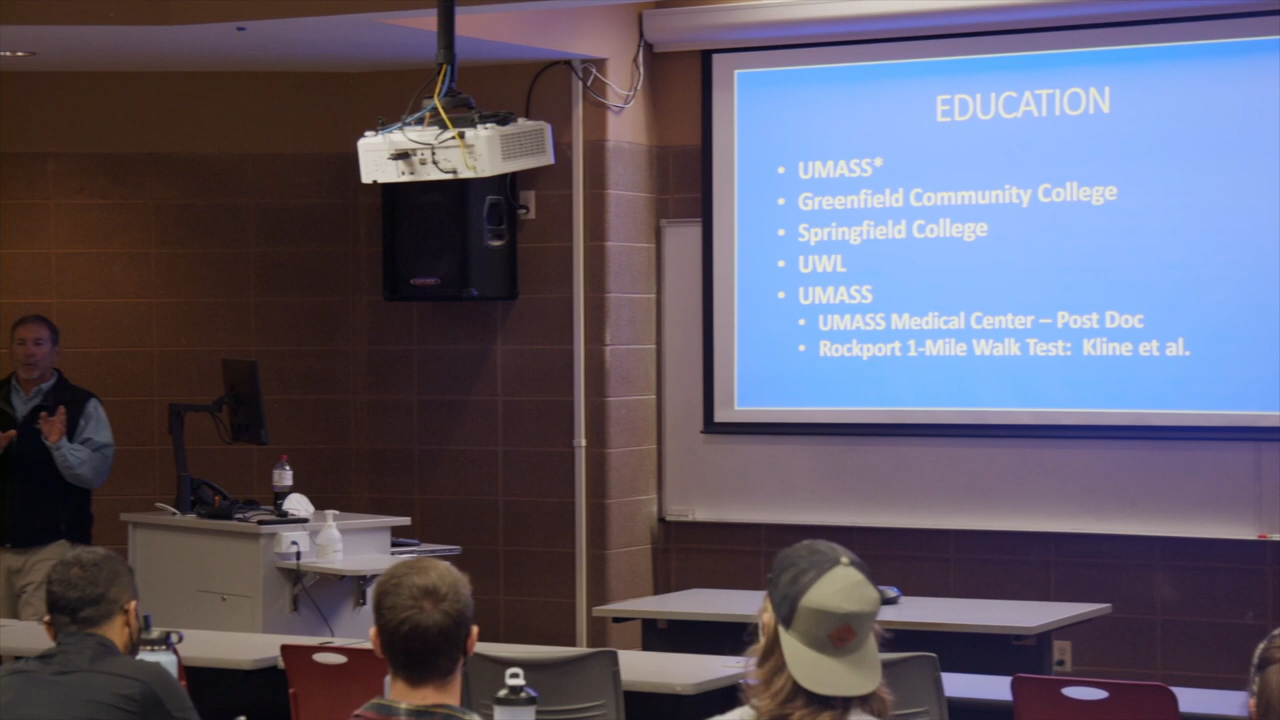 EDUCATION
• UMASS*
• Greenfield Community College
• Springfield College
• UWL
• UMASS
• UMASS Medical Center – Post Doc
• Rockport 1-Mile Walk Test: Kline et al.